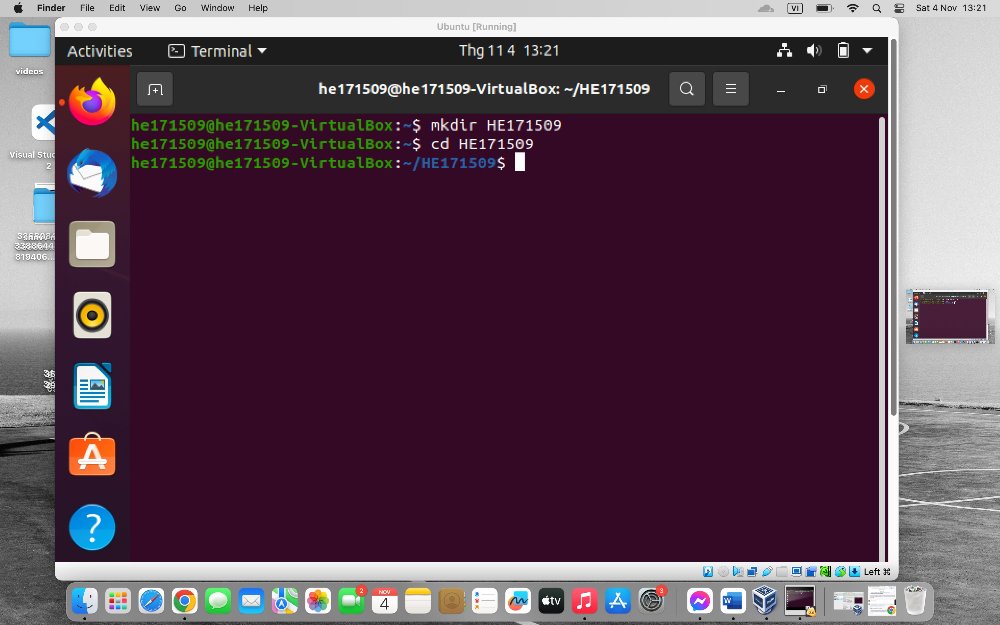 Finder File Edit View Go Window Help VI Sat 4 Nov 13:21
Ubuntu [Running]
Activities Terminal Thg 11 4 13:21
he171509@he171509-VirtualBox: ~/HE171509
he171509@he171509-VirtualBox:~$ mkdir HE171509
he171509@he171509-VirtualBox:~$ cd HE171509
he171509@he171509-VirtualBox:~/HE171509$
videos
Visual Stu
2
3388644
819406...
Left ⌘
2
NOV
4
tv
3
W